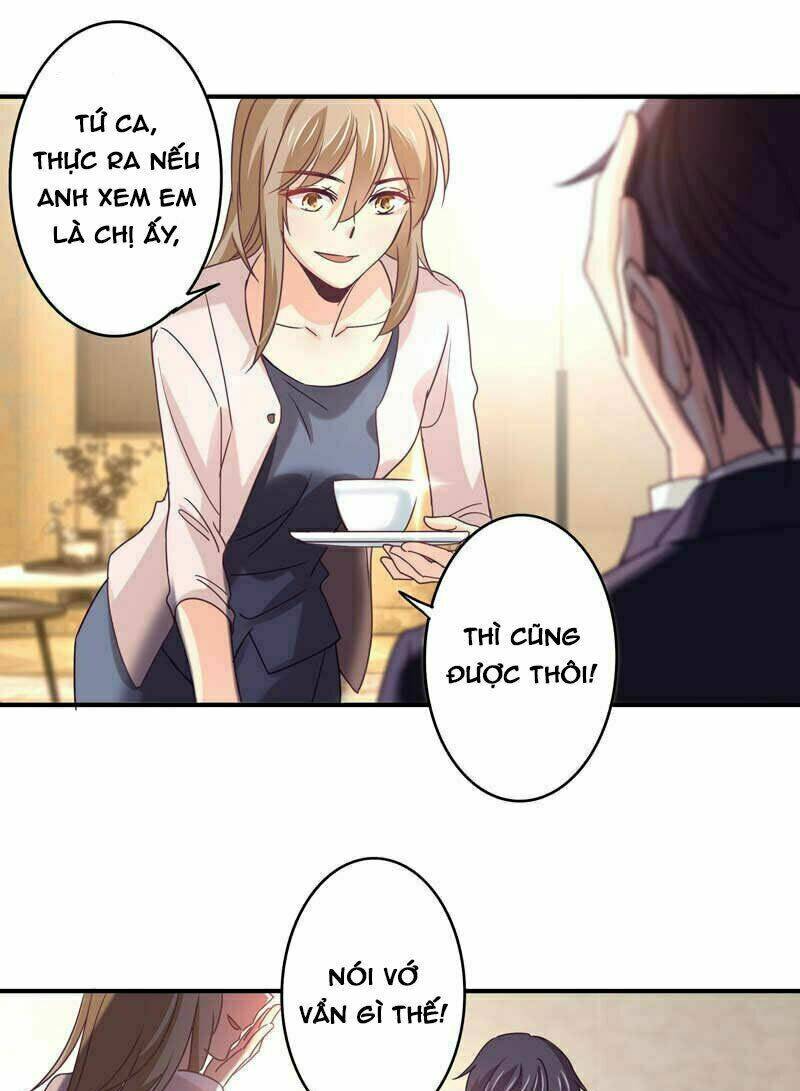 TỨ CA,
THỰC RA NẾU
ANH XEM EM
LÀ CHỊ ẤY,
THÌ CŨNG
ĐƯỢC THÔI!
NÓI VỚ
VẨN GÌ THẾ!